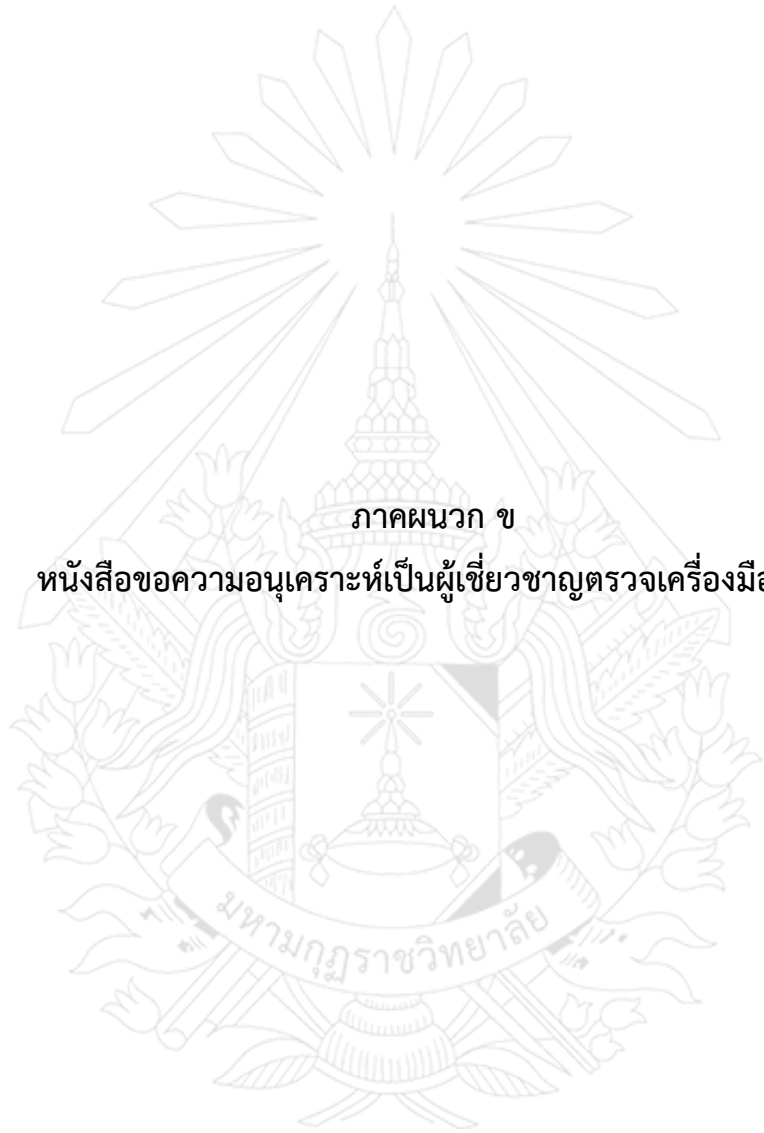 ภาคผนวก ข
หนังสือขอความอนุเคราะห์เป็นผู้เชี่ยวชาญตรวจเครื่องมือ
มหามกุฏราชวิทยาลัย